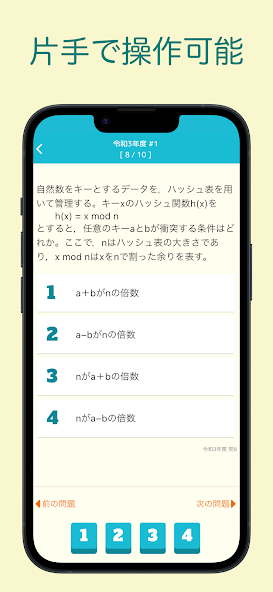 片手で操作可能
令和3年度 #1
[ 8 / 10 ]
自然数をキーとするデータを，ハッシュ表を用
いて管理する。キーxのハッシュ関数h(x)を
h(x) = x mod n
とすると，任意のキーaとbが衝突する条件はど
れか。ここで，nはハッシュ表の大きさであ
り，x mod nはxをnで割った余りを表す。
1 a＋bがnの倍数
2 a−bがnの倍数
3 nがa＋bの倍数
4 nがa−bの倍数
令和3年度 問8
前の問題 次の問題
1 2 3 4